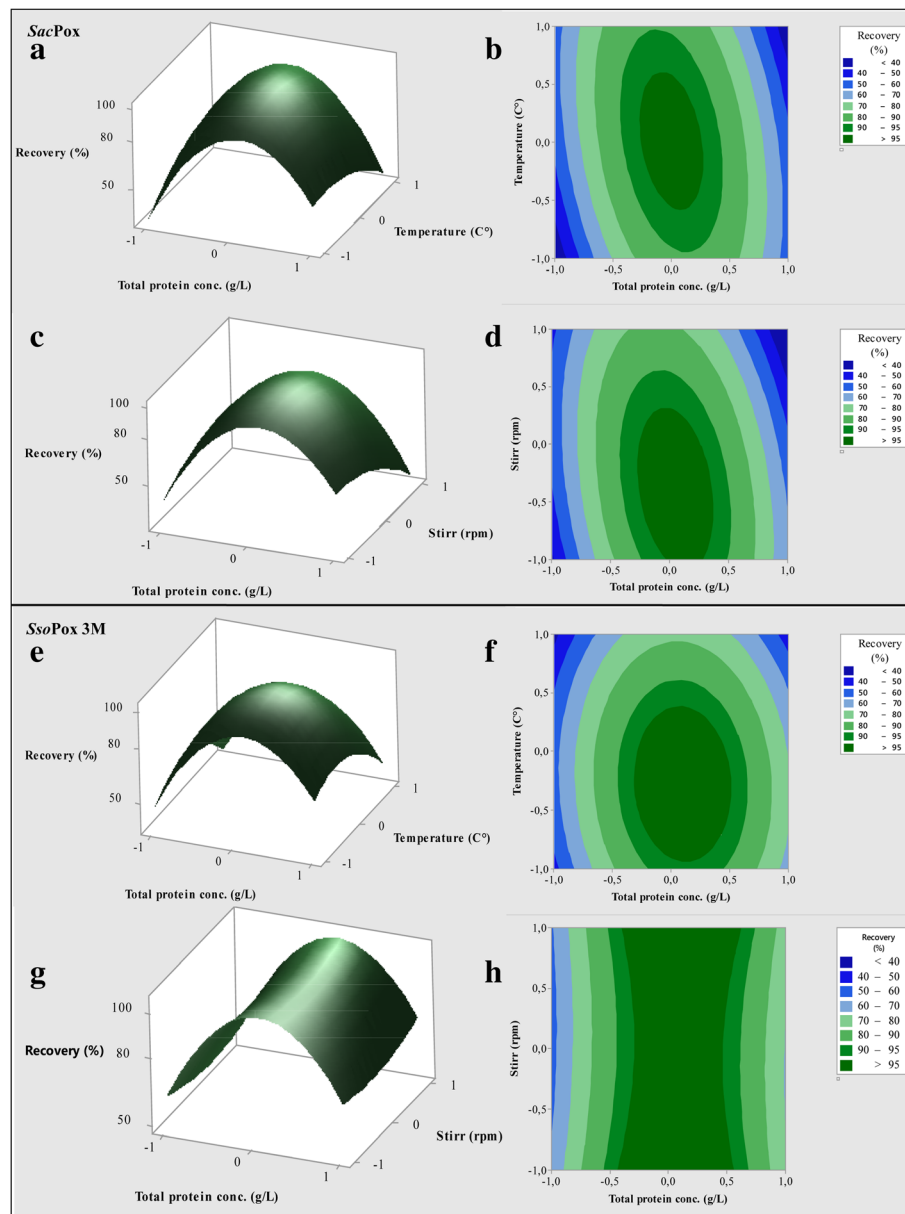 SacPox
a
100
80
Recovery (%)
50
-1
0
1
Total protein conc. (g/L)
-1
0
1
Temperature (C°)
b
1,0
0,5
0,0
-0,5
-1,0
Temperature (C°)
-1,0 -0,5 0,0 0,5 1,0
Total protein conc. (g/L)
Recovery
(%)
< 40
40 – 50
50 – 60
60 – 70
70 – 80
80 – 90
90 – 95
> 95
c
100
80
Recovery (%)
50
-1
0
1
Total protein conc. (g/L)
-1
0
1
Stirr (rpm)
d
1,0
0,5
0,0
-0,5
-1,0
Stirr (rpm)
-1,0 -0,5 0,0 0,5 1,0
Total protein conc. (g/L)
Recovery
(%)
< 40
40 – 50
50 – 60
60 – 70
70 – 80
80 – 90
90 – 95
> 95
SsoPox 3M
e
100
80
Recovery (%)
50
-1
0
1
Total protein conc. (g/L)
-1
0
1
Temperature (C°)
f
1,0
0,5
0,0
-0,5
-1,0
Temperature (C°)
-1,0 -0,5 0,0 0,5 1,0
Total protein conc. (g/L)
Recovery
(%)
< 40
40 – 50
50 – 60
60 – 70
70 – 80
80 – 90
90 – 95
> 95
g
100
Recovery (%)
80
50
-1
0
1
Total protein conc. (g/L)
-1
0
1
Stirr (rpm)
h
1,0
0,5
0,0
-0,5
-1,0
Stirr (rpm)
-1,0 -0,5 0,0 0,5 1,0
Total protein conc. (g/L)
Recovery
(%)
< 40
40 – 50
50 – 60
60 – 70
70 – 80
80 – 90
90 – 95
> 95